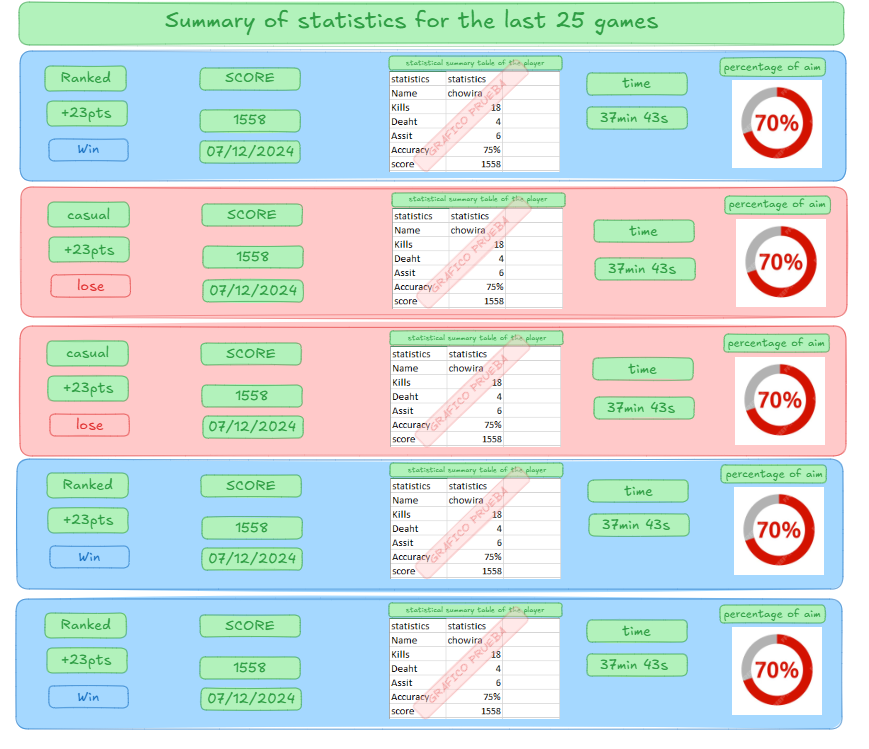 Summary of statistics for the last 25 games
Ranked
+23pts
Win
SCORE
1558
07/12/2024
statistical summary table of the player
statistics statistics
Name chowira
Kills 18
Deaht 4
Assit 6
Accuracy 75%
score 1558
GRAFICO PRUEBA
time
37min 43s
percentage of aim
70%
casual
+23pts
lose
SCORE
1558
07/12/2024
statistical summary table of the player
statistics statistics
Name chowira
Kills 18
Deaht 4
Assit 6
Accuracy 75%
score 1558
GRAFICO PRUEBA
time
37min 43s
percentage of aim
70%
casual
+23pts
lose
SCORE
1558
07/12/2024
statistical summary table of the player
statistics statistics
Name chowira
Kills 18
Deaht 4
Assit 6
Accuracy 75%
score 1558
GRAFICO PRUEBA
time
37min 43s
percentage of aim
70%
Ranked
+23pts
Win
SCORE
1558
07/12/2024
statistical summary table of the player
statistics statistics
Name chowira
Kills 18
Deaht 4
Assit 6
Accuracy 75%
score 1558
GRAFICO PRUEBA
time
37min 43s
percentage of aim
70%
Ranked
+23pts
Win
SCORE
1558
07/12/2024
statistical summary table of the player
statistics statistics
Name chowira
Kills 18
Deaht 4
Assit 6
Accuracy 75%
score 1558
GRAFICO PRUEBA
time
37min 43s
percentage of aim
70%